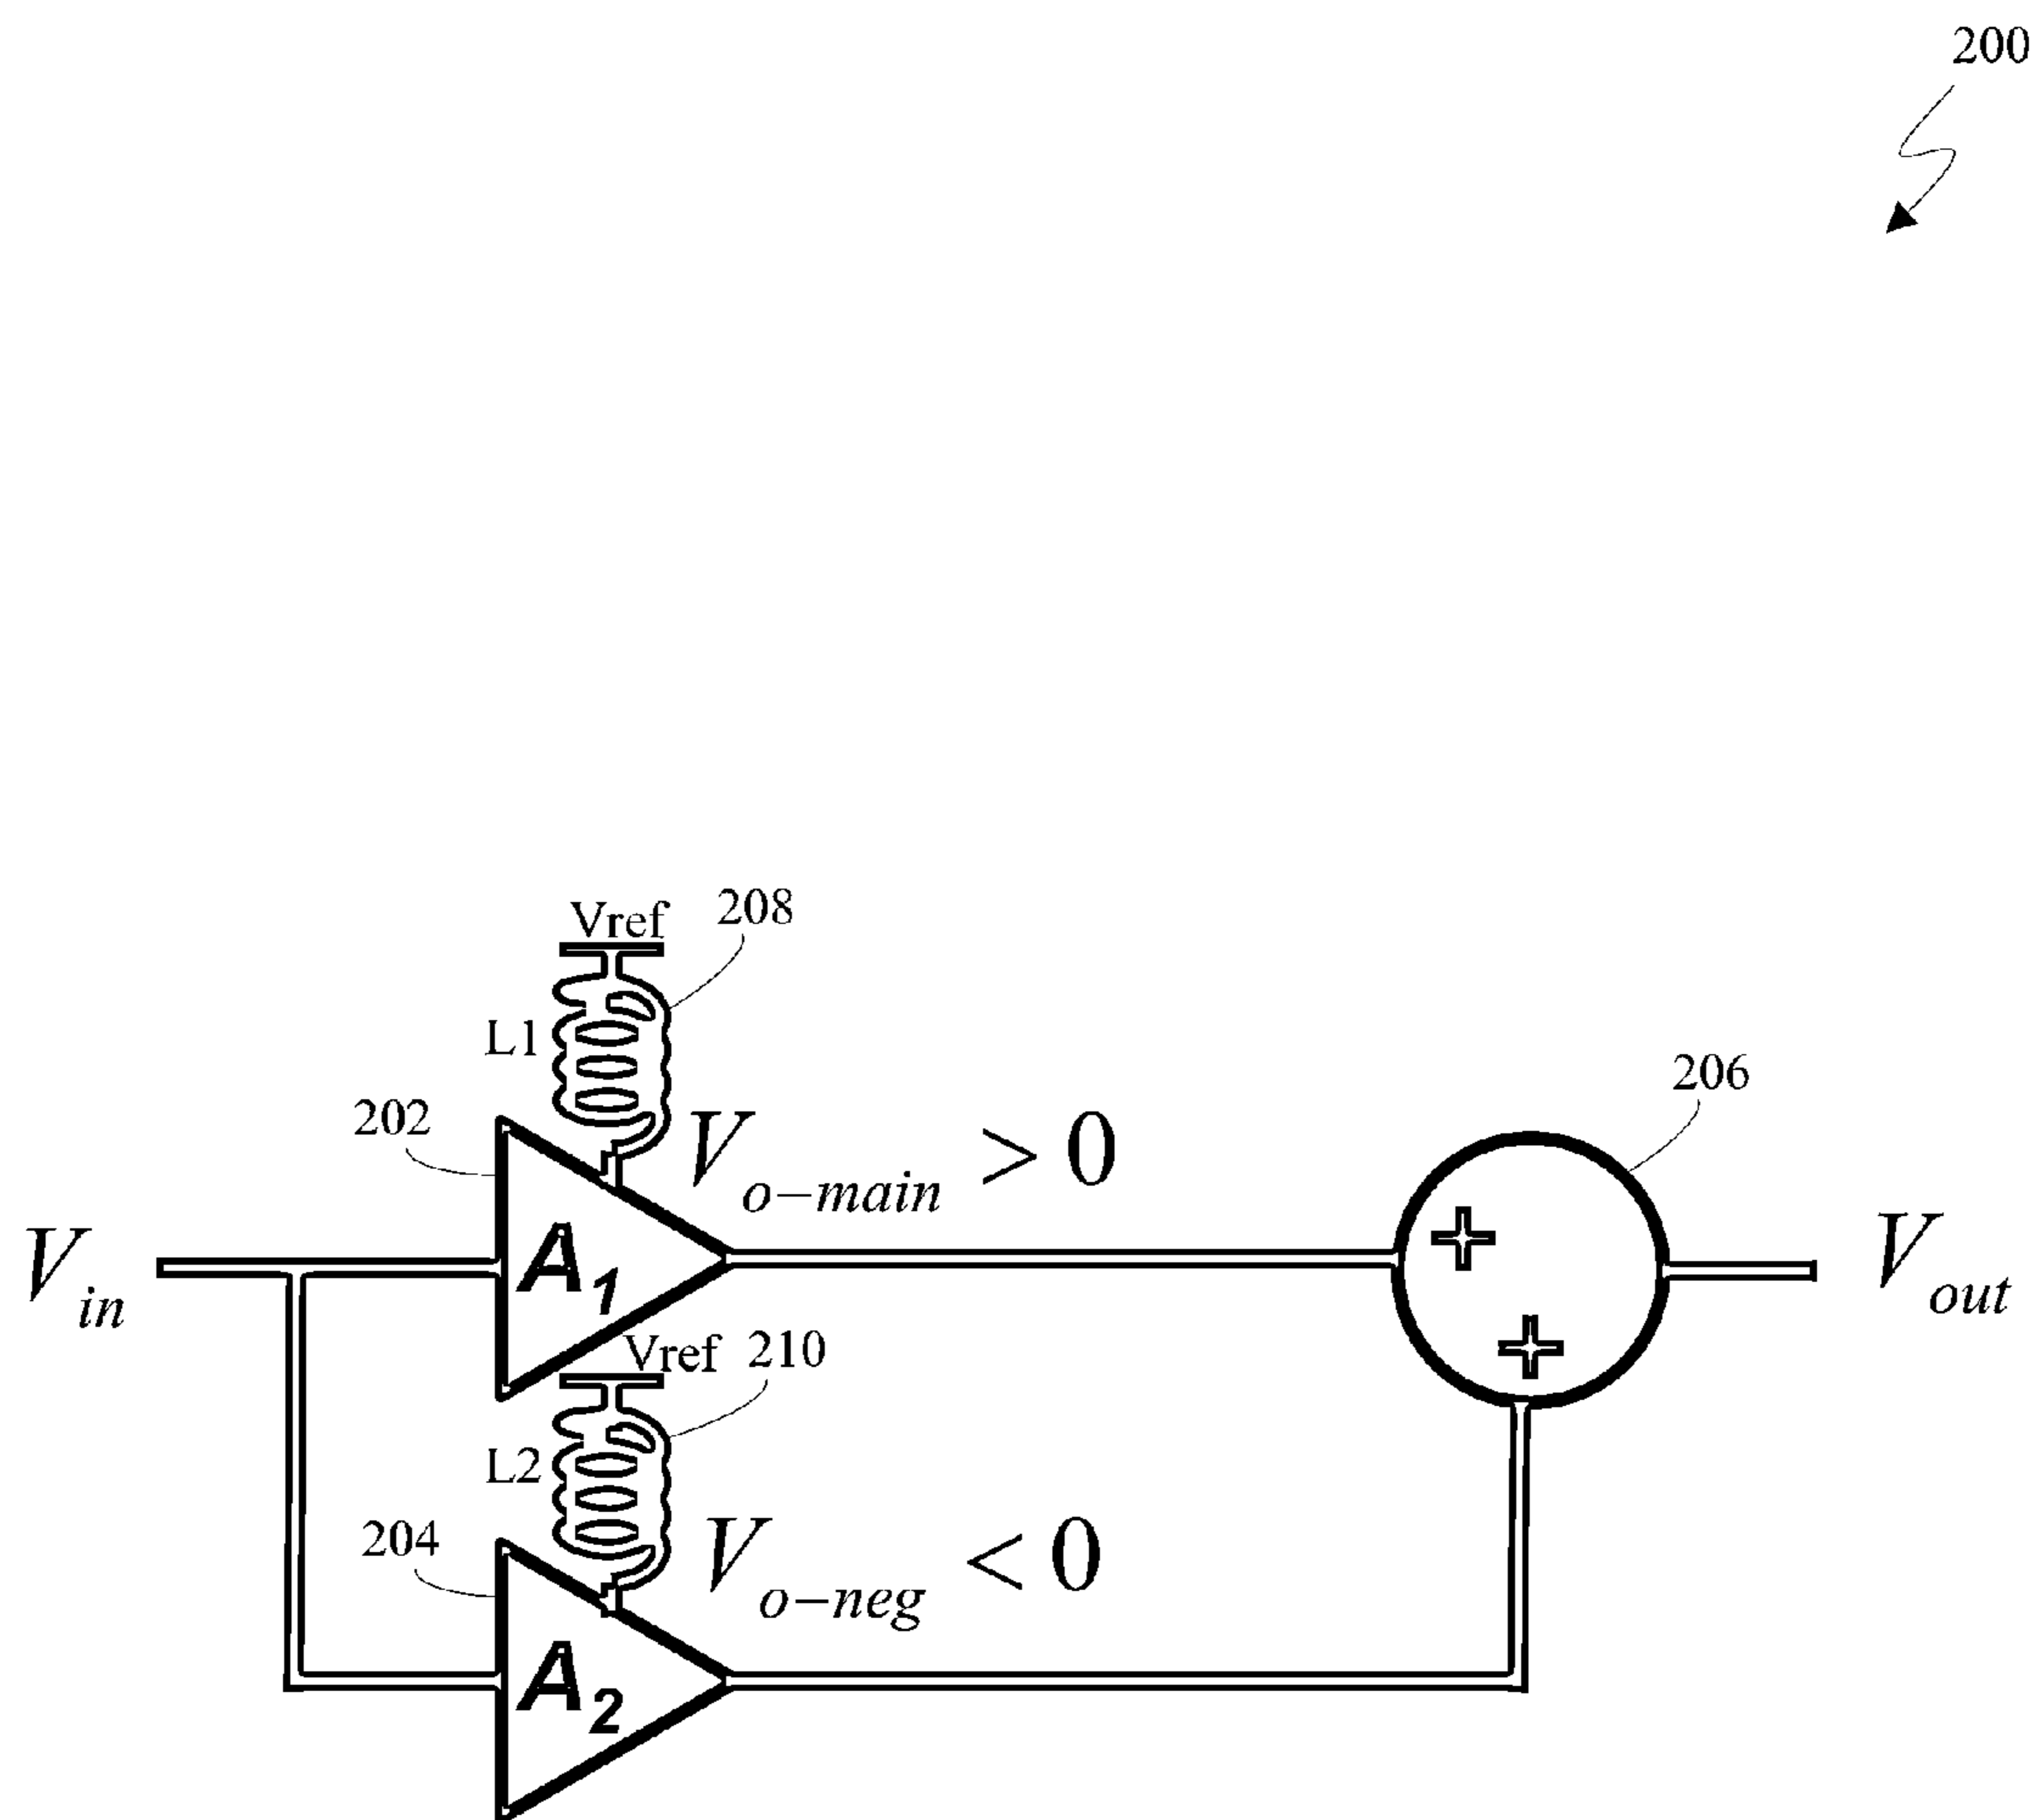 200
Vref 208
L1
202
V o−main > 0
206
V in
A 1
+
V out
+
Vref 210
L2
204
V o−neg < 0
A 2